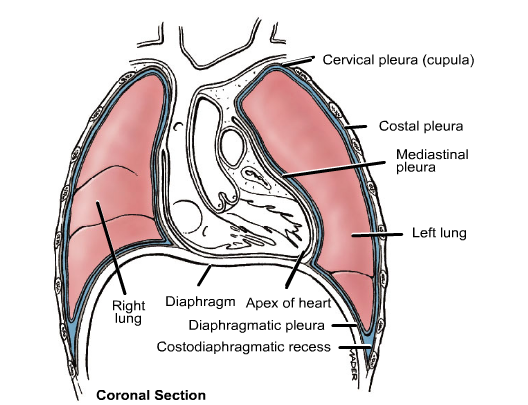 Cervical pleura (cupula)
Costal pleura
Mediastinal
pleura
Left lung
Right
lung
Diaphragm
Apex of heart
Diaphragmatic pleura
Costodiaphragmatic recess
MADER
Coronal Section